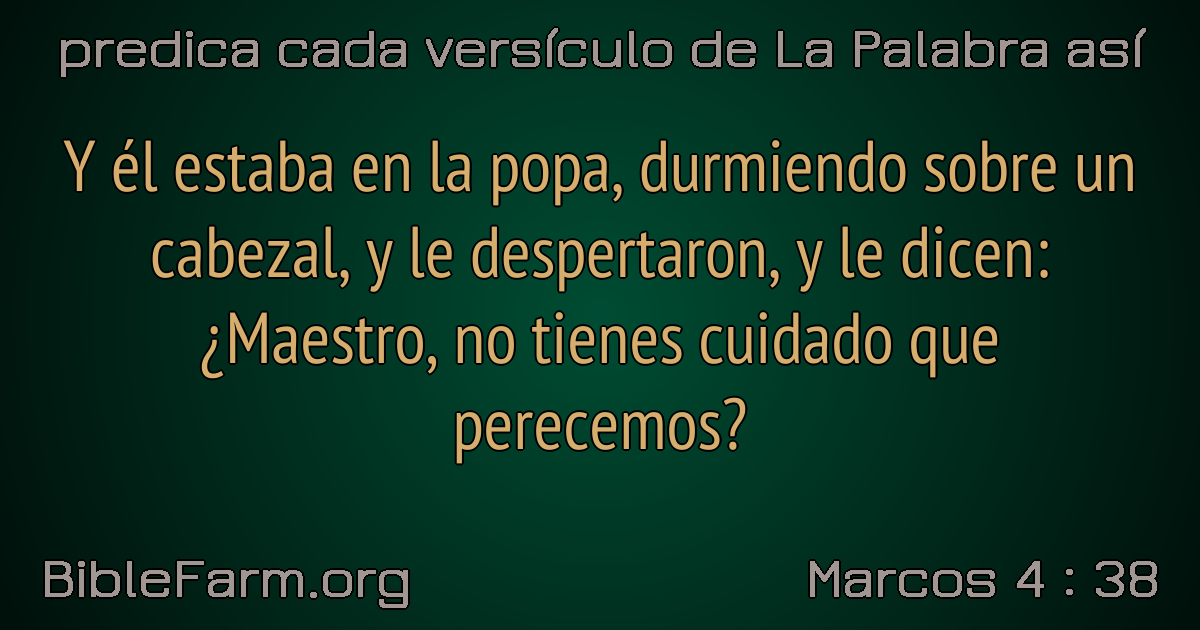 predica cada versículo de La Palabra así
Y él estaba en la popa, durmiendo sobre un
cabezal, y le despertaron, y le dicen:
¿Maestro, no tienes cuidado que
perecemos?
BibleFarm.org
Marcos 4 : 38